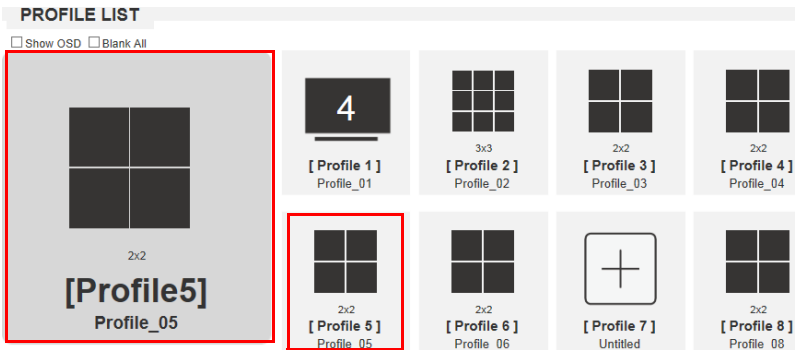 PROFILE LIST
Show OSD Blank All
2x2
[Profile5]
Profile_05
4
[ Profile 1 ]
Profile_01
3x3
[ Profile 2 ]
Profile_02
2x2
[ Profile 3 ]
Profile_03
2x2
[ Profile 4 ]
Profile_04
2x2
[ Profile 5 ]
Profile_05
2x2
[ Profile 6 ]
Profile_06
[ Profile 7 ]
Untitled
2x2
[ Profile 8 ]
Profile_08